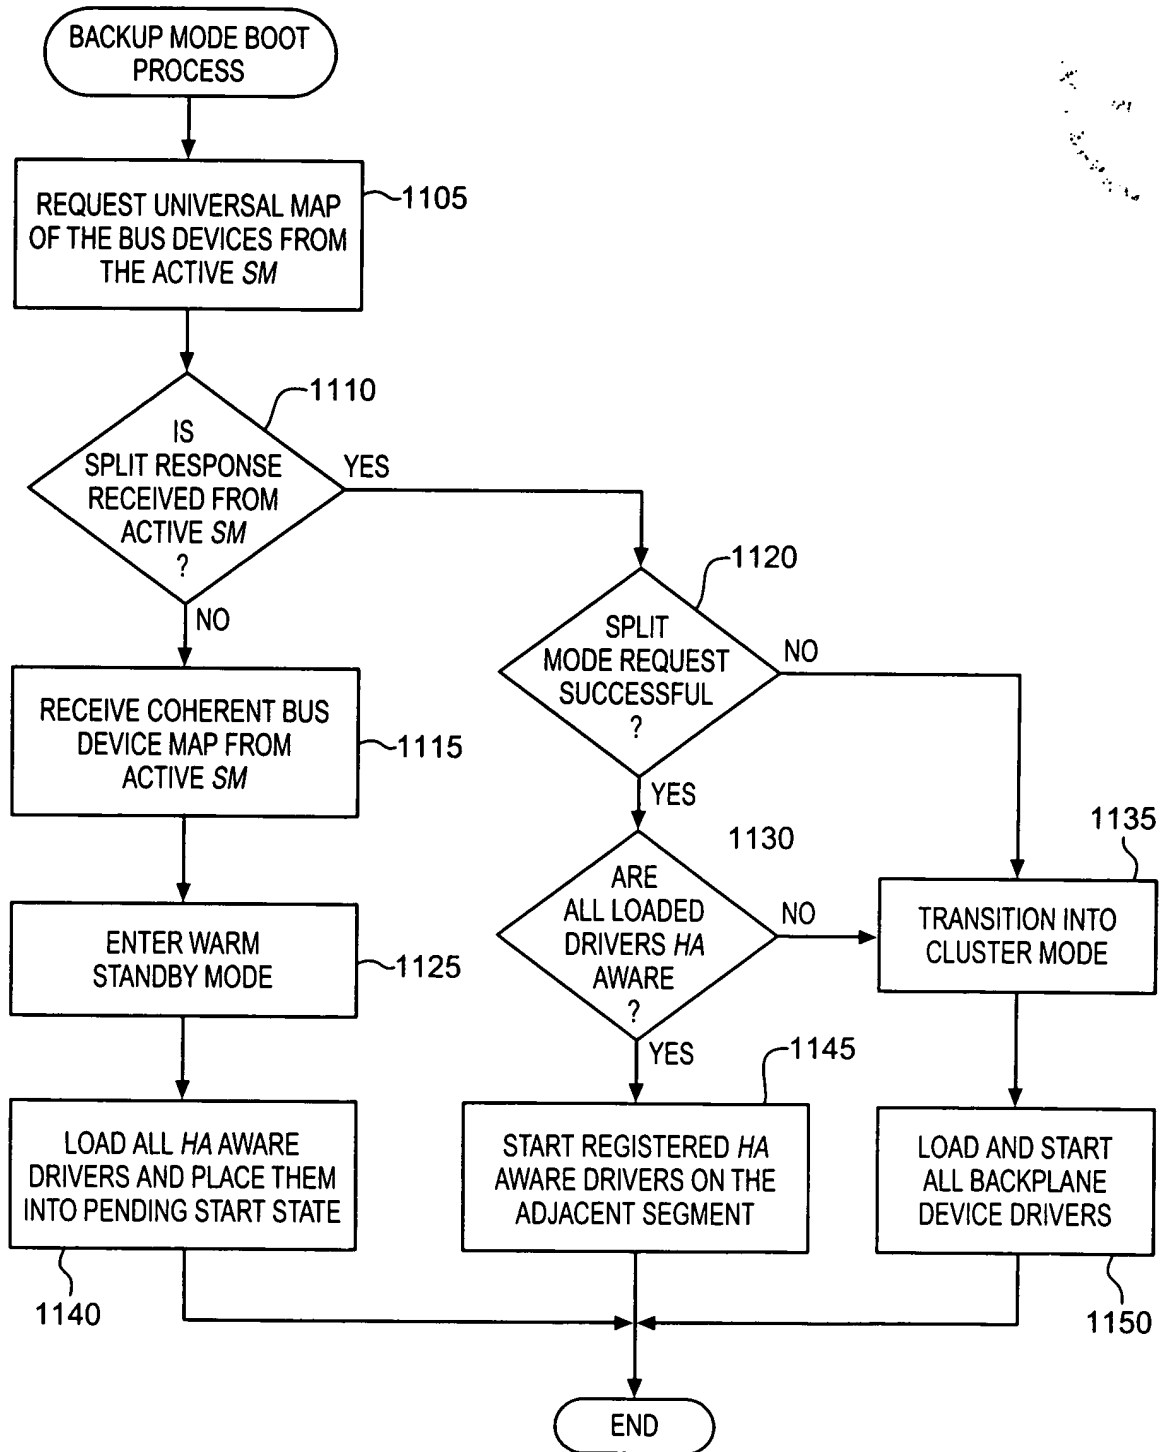 BACKUP MODE BOOT
PROCESS
REQUEST UNIVERSAL MAP
OF THE BUS DEVICES FROM
THE ACTIVE SM
1105
IS
SPLIT RESPONSE
RECEIVED FROM
ACTIVE SM
?
1110
YES
NO
SPLIT
MODE REQUEST
SUCCESSFUL
?
1120
NO
YES
RECEIVE COHERENT BUS
DEVICE MAP FROM
ACTIVE SM
1115
ARE
ALL LOADED
DRIVERS HA
AWARE
?
1130
NO
YES
TRANSITION INTO
CLUSTER MODE
1135
ENTER WARM
STANDBY MODE
1125
LOAD ALL HA AWARE
DRIVERS AND PLACE THEM
INTO PENDING START STATE
1140
START REGISTERED HA
AWARE DRIVERS ON THE
ADJACENT SEGMENT
1145
LOAD AND START
ALL BACKPLANE
DEVICE DRIVERS
1150
END